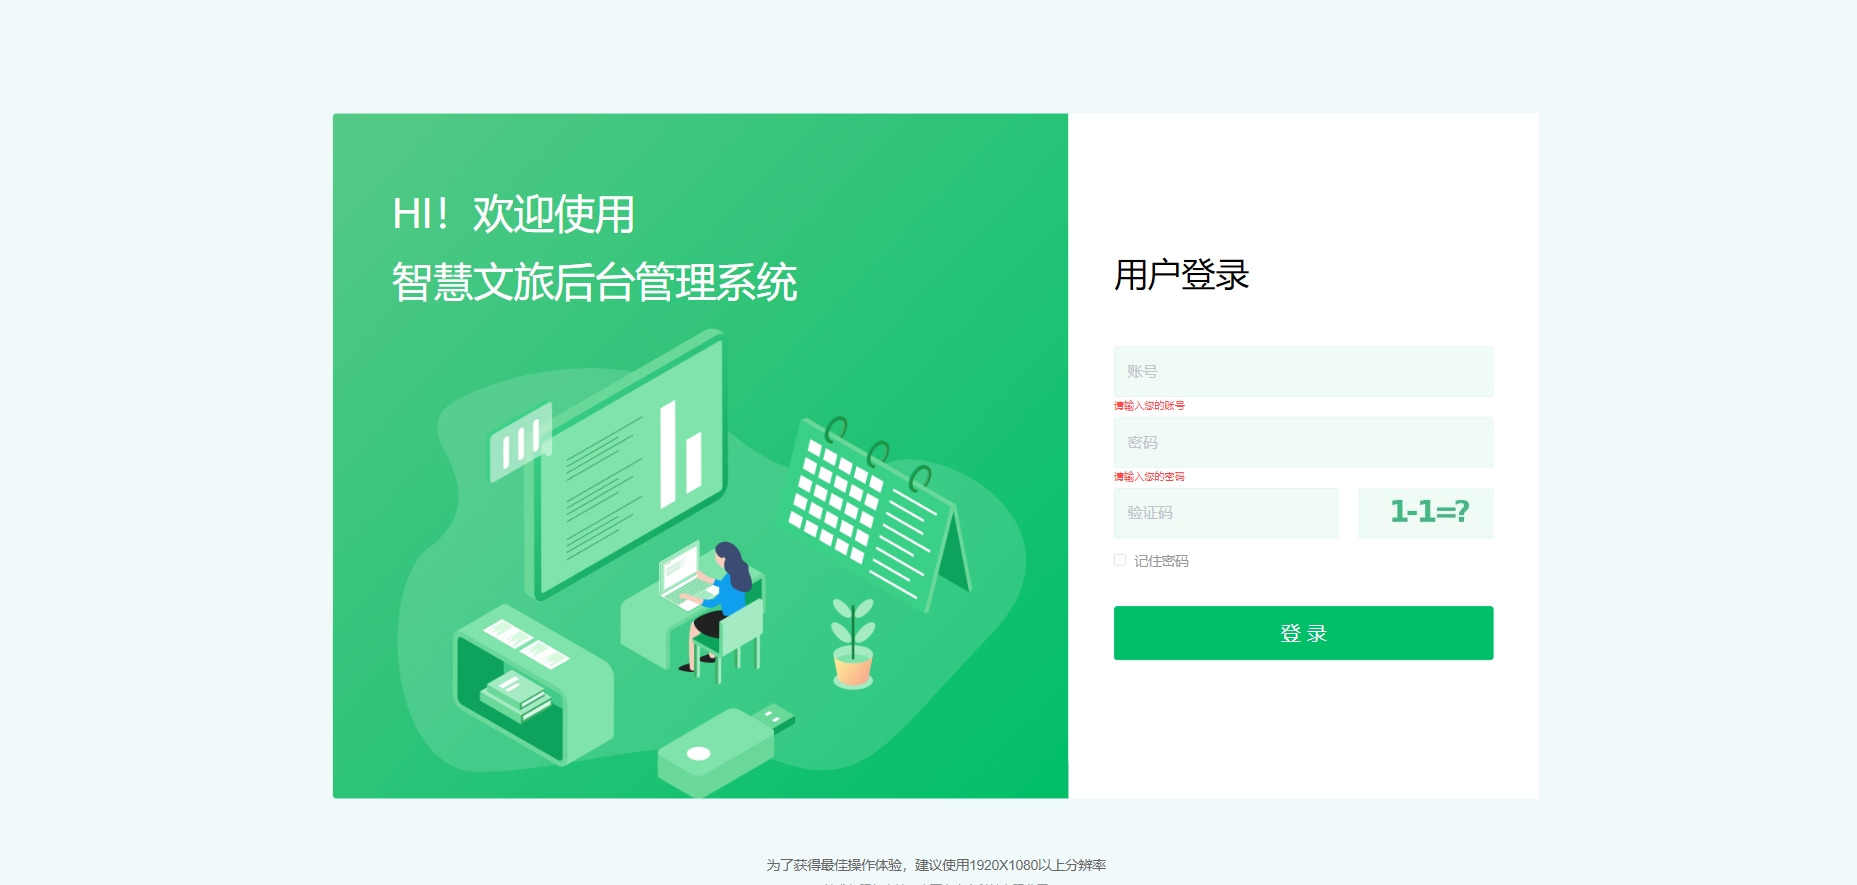 HI！欢迎使用
智慧文旅后台管理系统
用户登录
账号
请输入您的账号
密码
请输入您的密码
验证码
1-1=?
记住密码
登 录
为了获得最佳操作体验，建议使用1920X1080以上分辨率